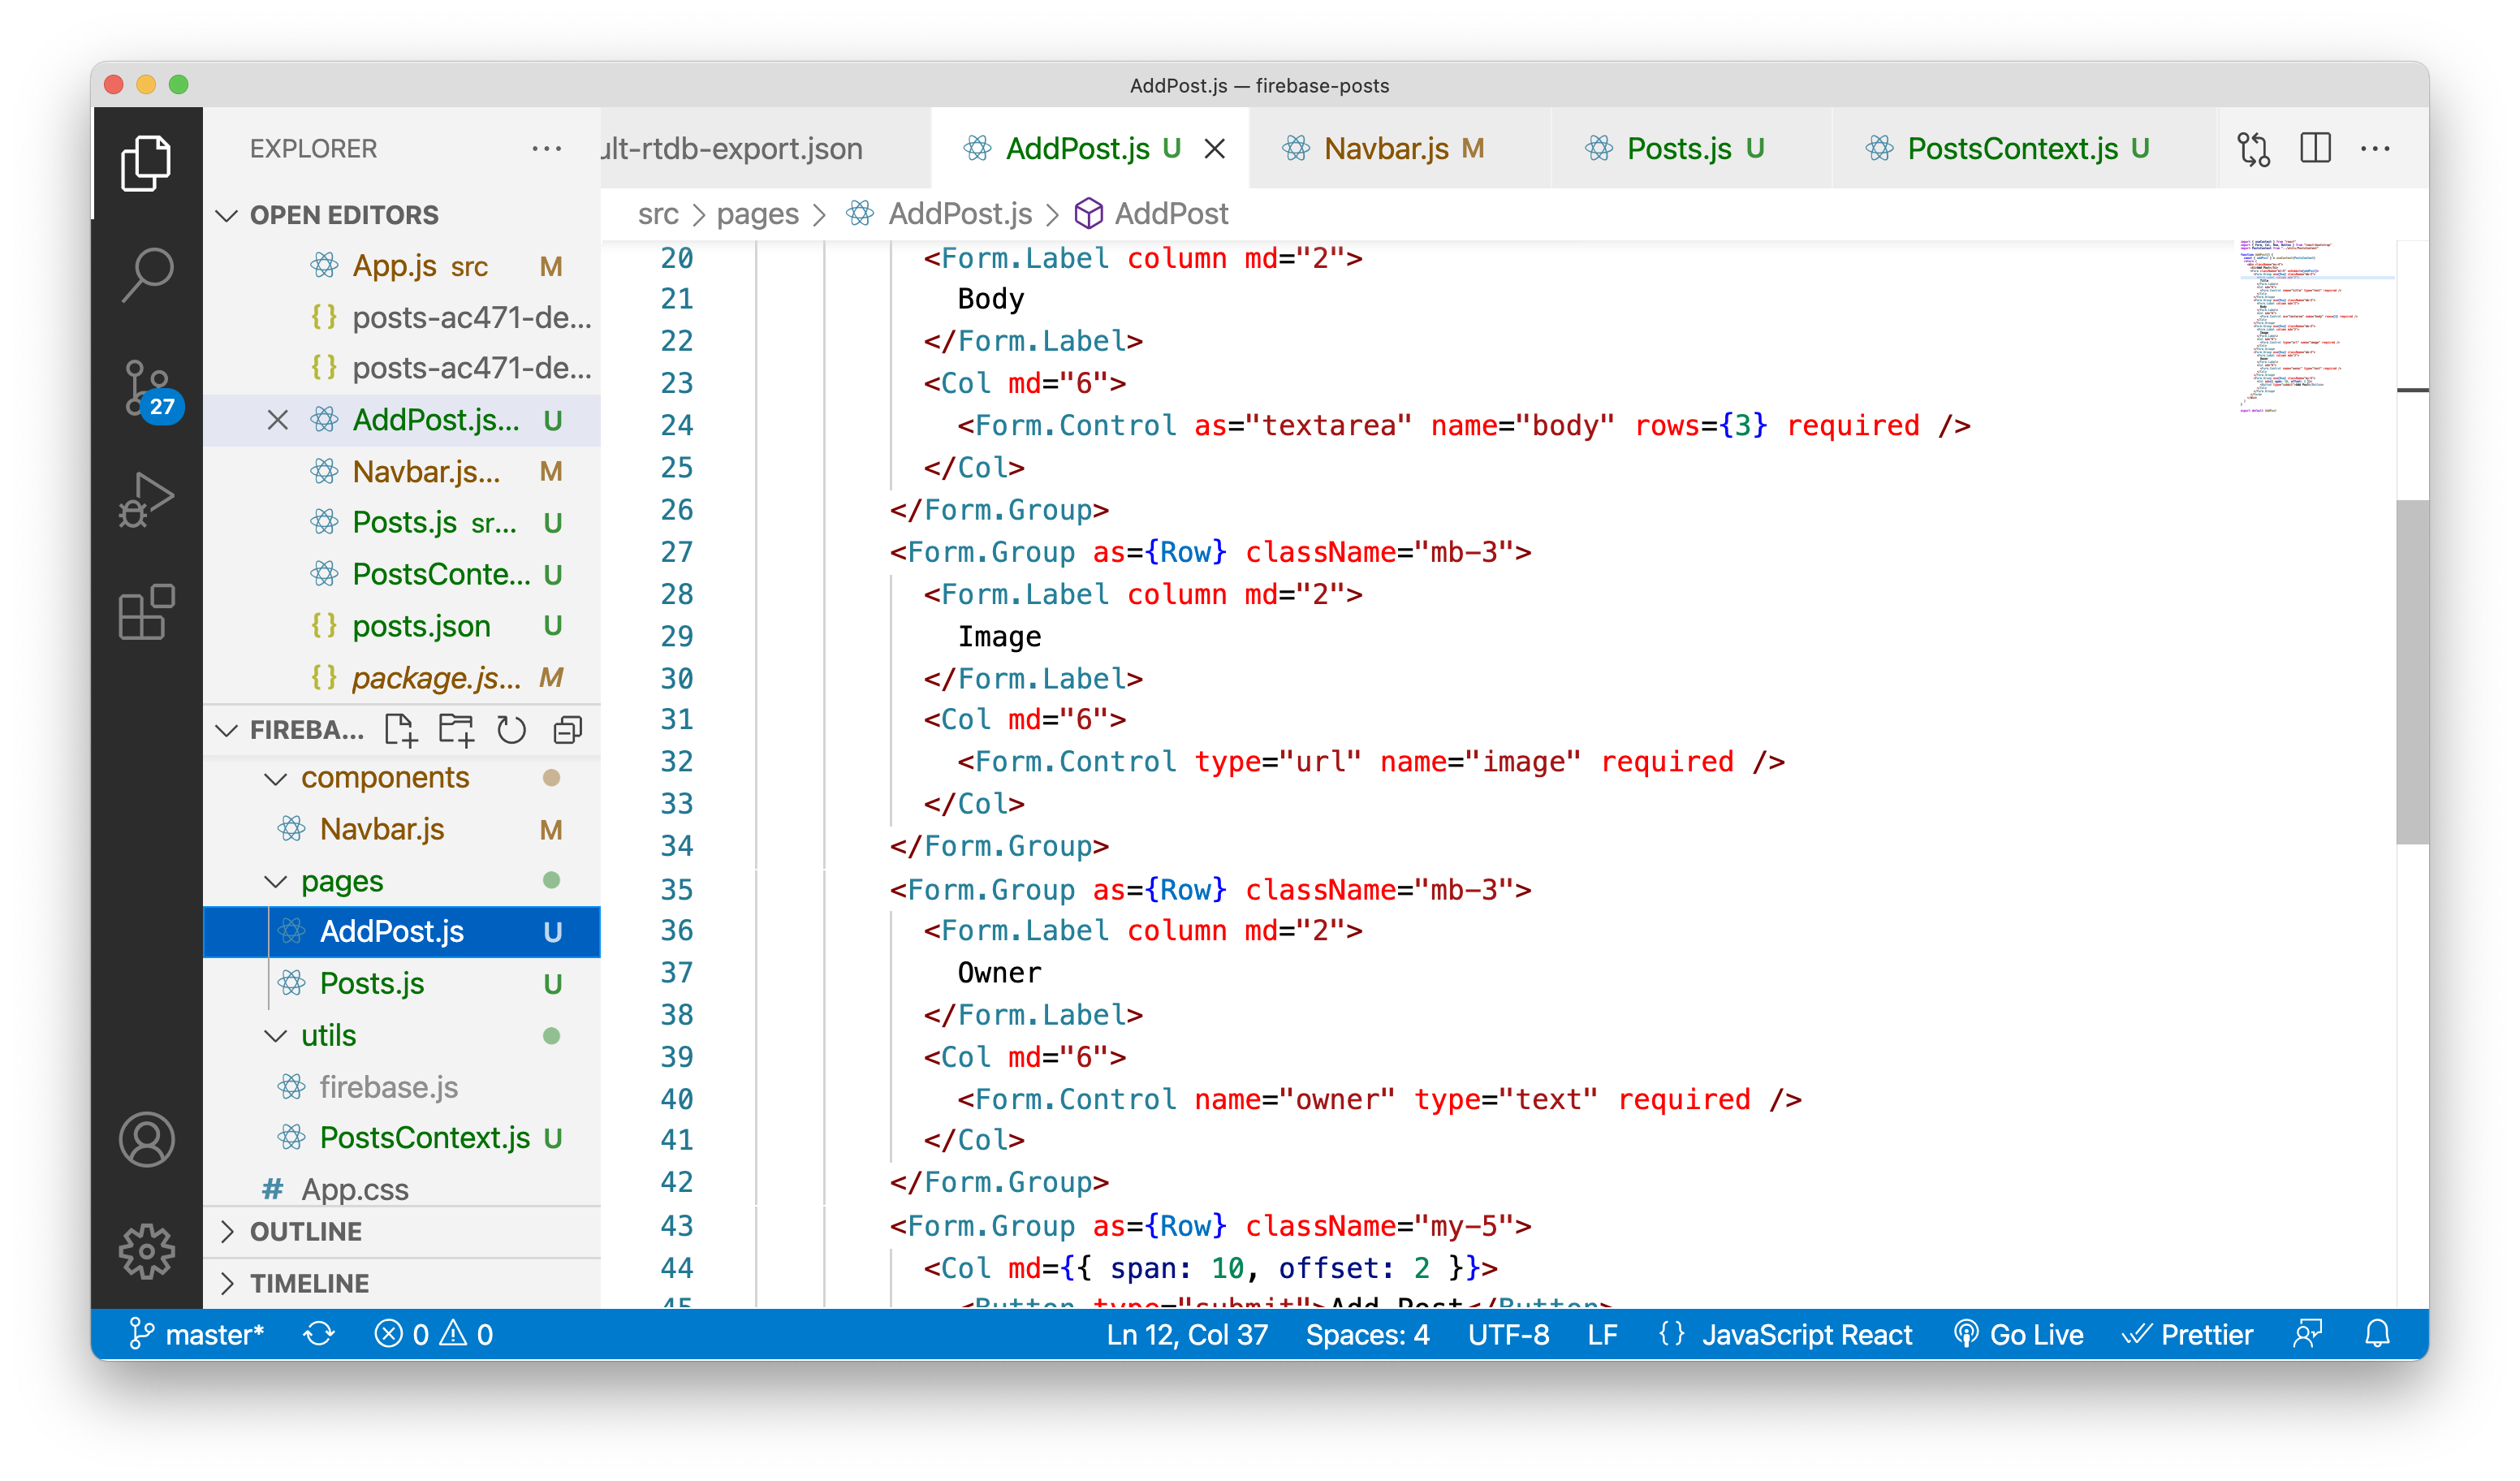 AddPost.js — firebase-posts
EXPLORER
OPEN EDITORS
App.js src M
{} posts-ac471-de...
{} posts-ac471-de...
AddPost.js... U
Navbar.js... M
Posts.js sr... U
PostsConte... U
{} posts.json U
{} package.js... M
FIREBA...
components
Navbar.js M
pages
AddPost.js U
Posts.js U
utils
firebase.js
PostsContext.js U
# App.css
OUTLINE
TIMELINE
27
ult-rtdb-export.json
AddPost.js U
Navbar.js M
Posts.js U
PostsContext.js U
src > pages > AddPost.js > AddPost
20 <Form.Label column md="2">
21 Body
22 </Form.Label>
23 <Col md="6">
24 <Form.Control as="textarea" name="body" rows={3} required />
25 </Col>
26 </Form.Group>
27 <Form.Group as={Row} className="mb-3">
28 <Form.Label column md="2">
29 Image
30 </Form.Label>
31 <Col md="6">
32 <Form.Control type="url" name="image" required />
33 </Col>
34 </Form.Group>
35 <Form.Group as={Row} className="mb-3">
36 <Form.Label column md="2">
37 Owner
38 </Form.Label>
39 <Col md="6">
40 <Form.Control name="owner" type="text" required />
41 </Col>
42 </Form.Group>
43 <Form.Group as={Row} className="my-5">
44 <Col md={{ span: 10, offset: 2 }}>
45 <Button type="submit">Add Post</Button>
master* 0 0
Ln 12, Col 37 Spaces: 4 UTF-8 LF {} JavaScript React Go Live Prettier